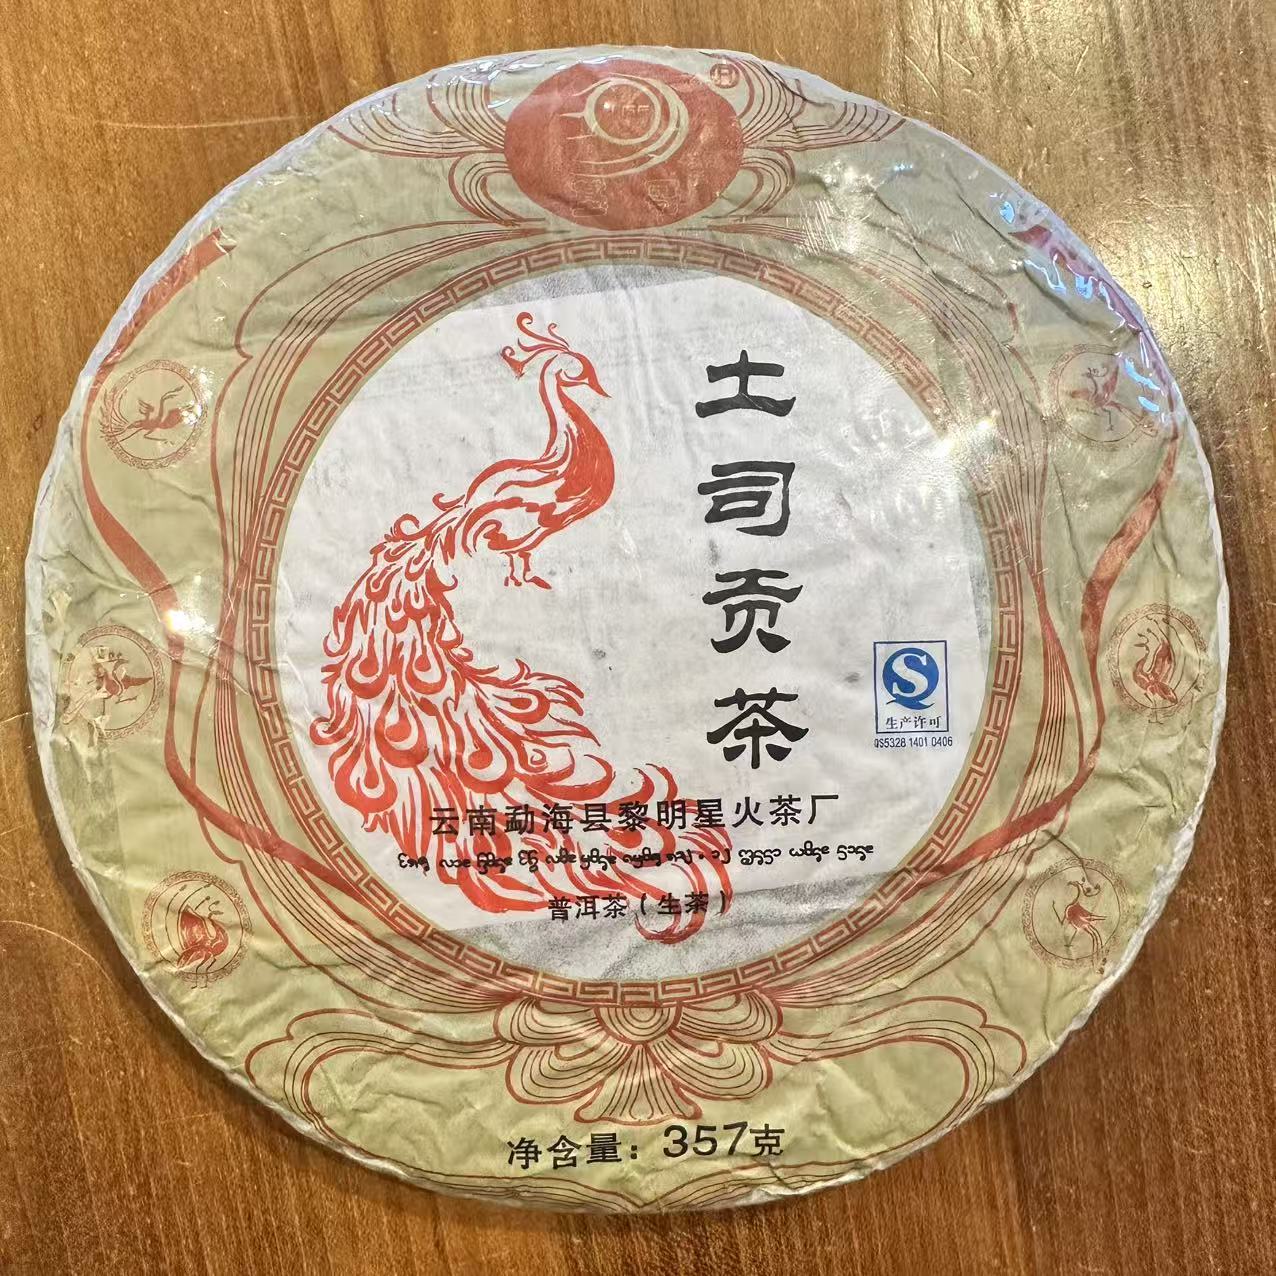 土司贡茶
生产许可
QS5328 1401 0406
云南勐海县黎明星火茶厂
普洱茶(生茶)
净含量：357克